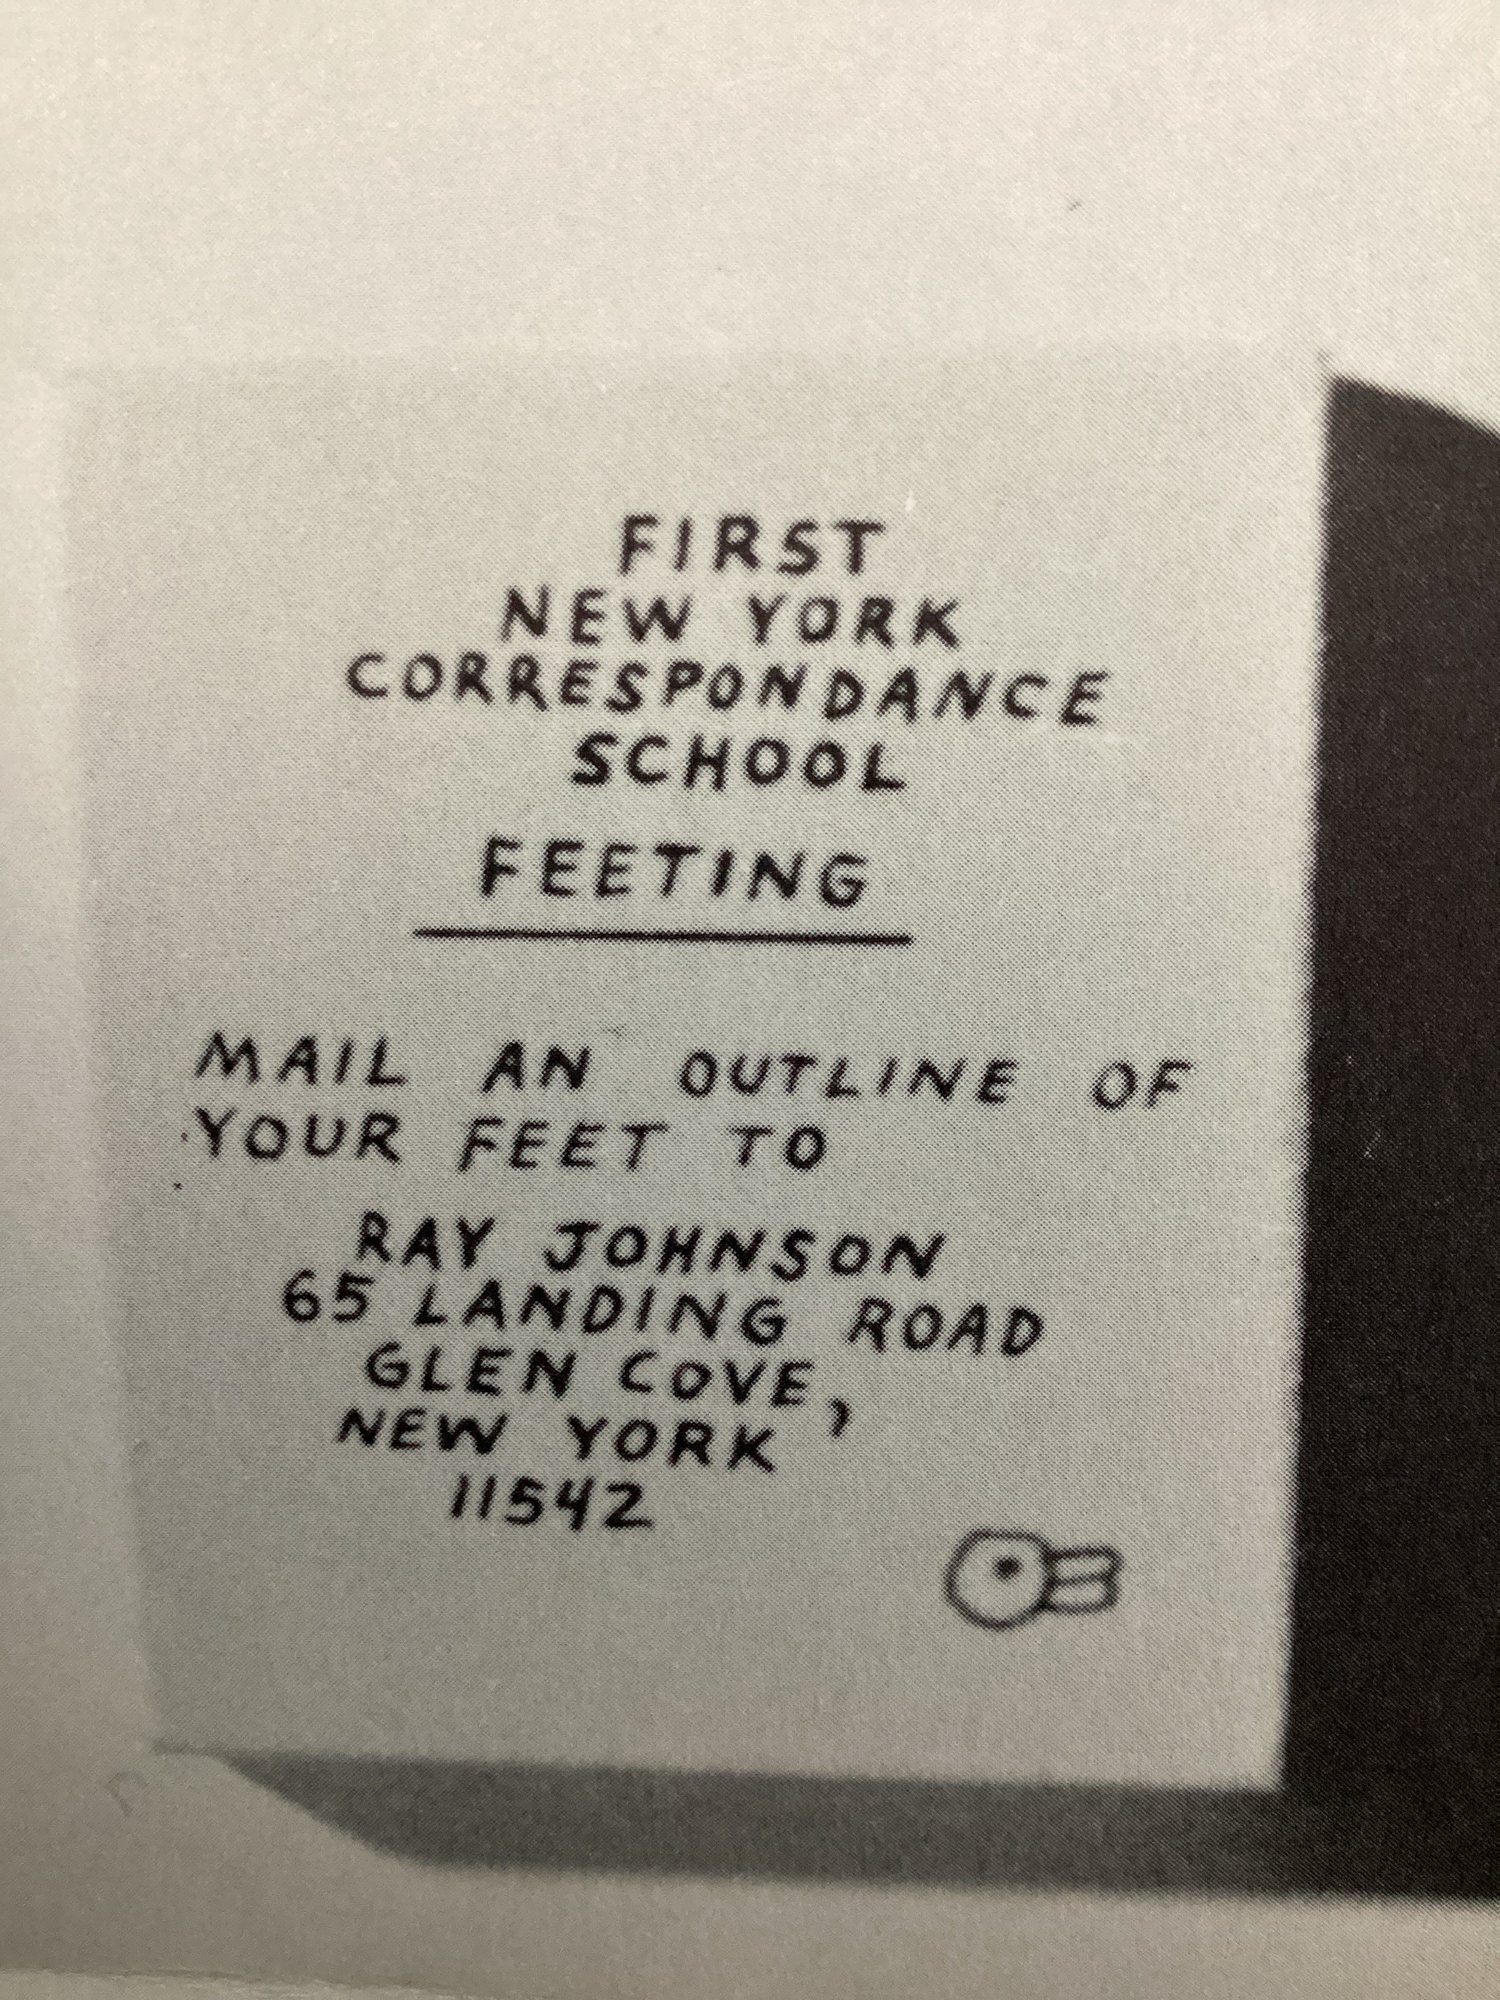 FIRST
NEW YORK
CORRESPONDANCE
SCHOOL
FEETING
MAIL AN OUTLINE OF
YOUR FEET TO
RAY JOHNSON
65 LANDING ROAD
GLEN COVE,
NEW YORK
11542